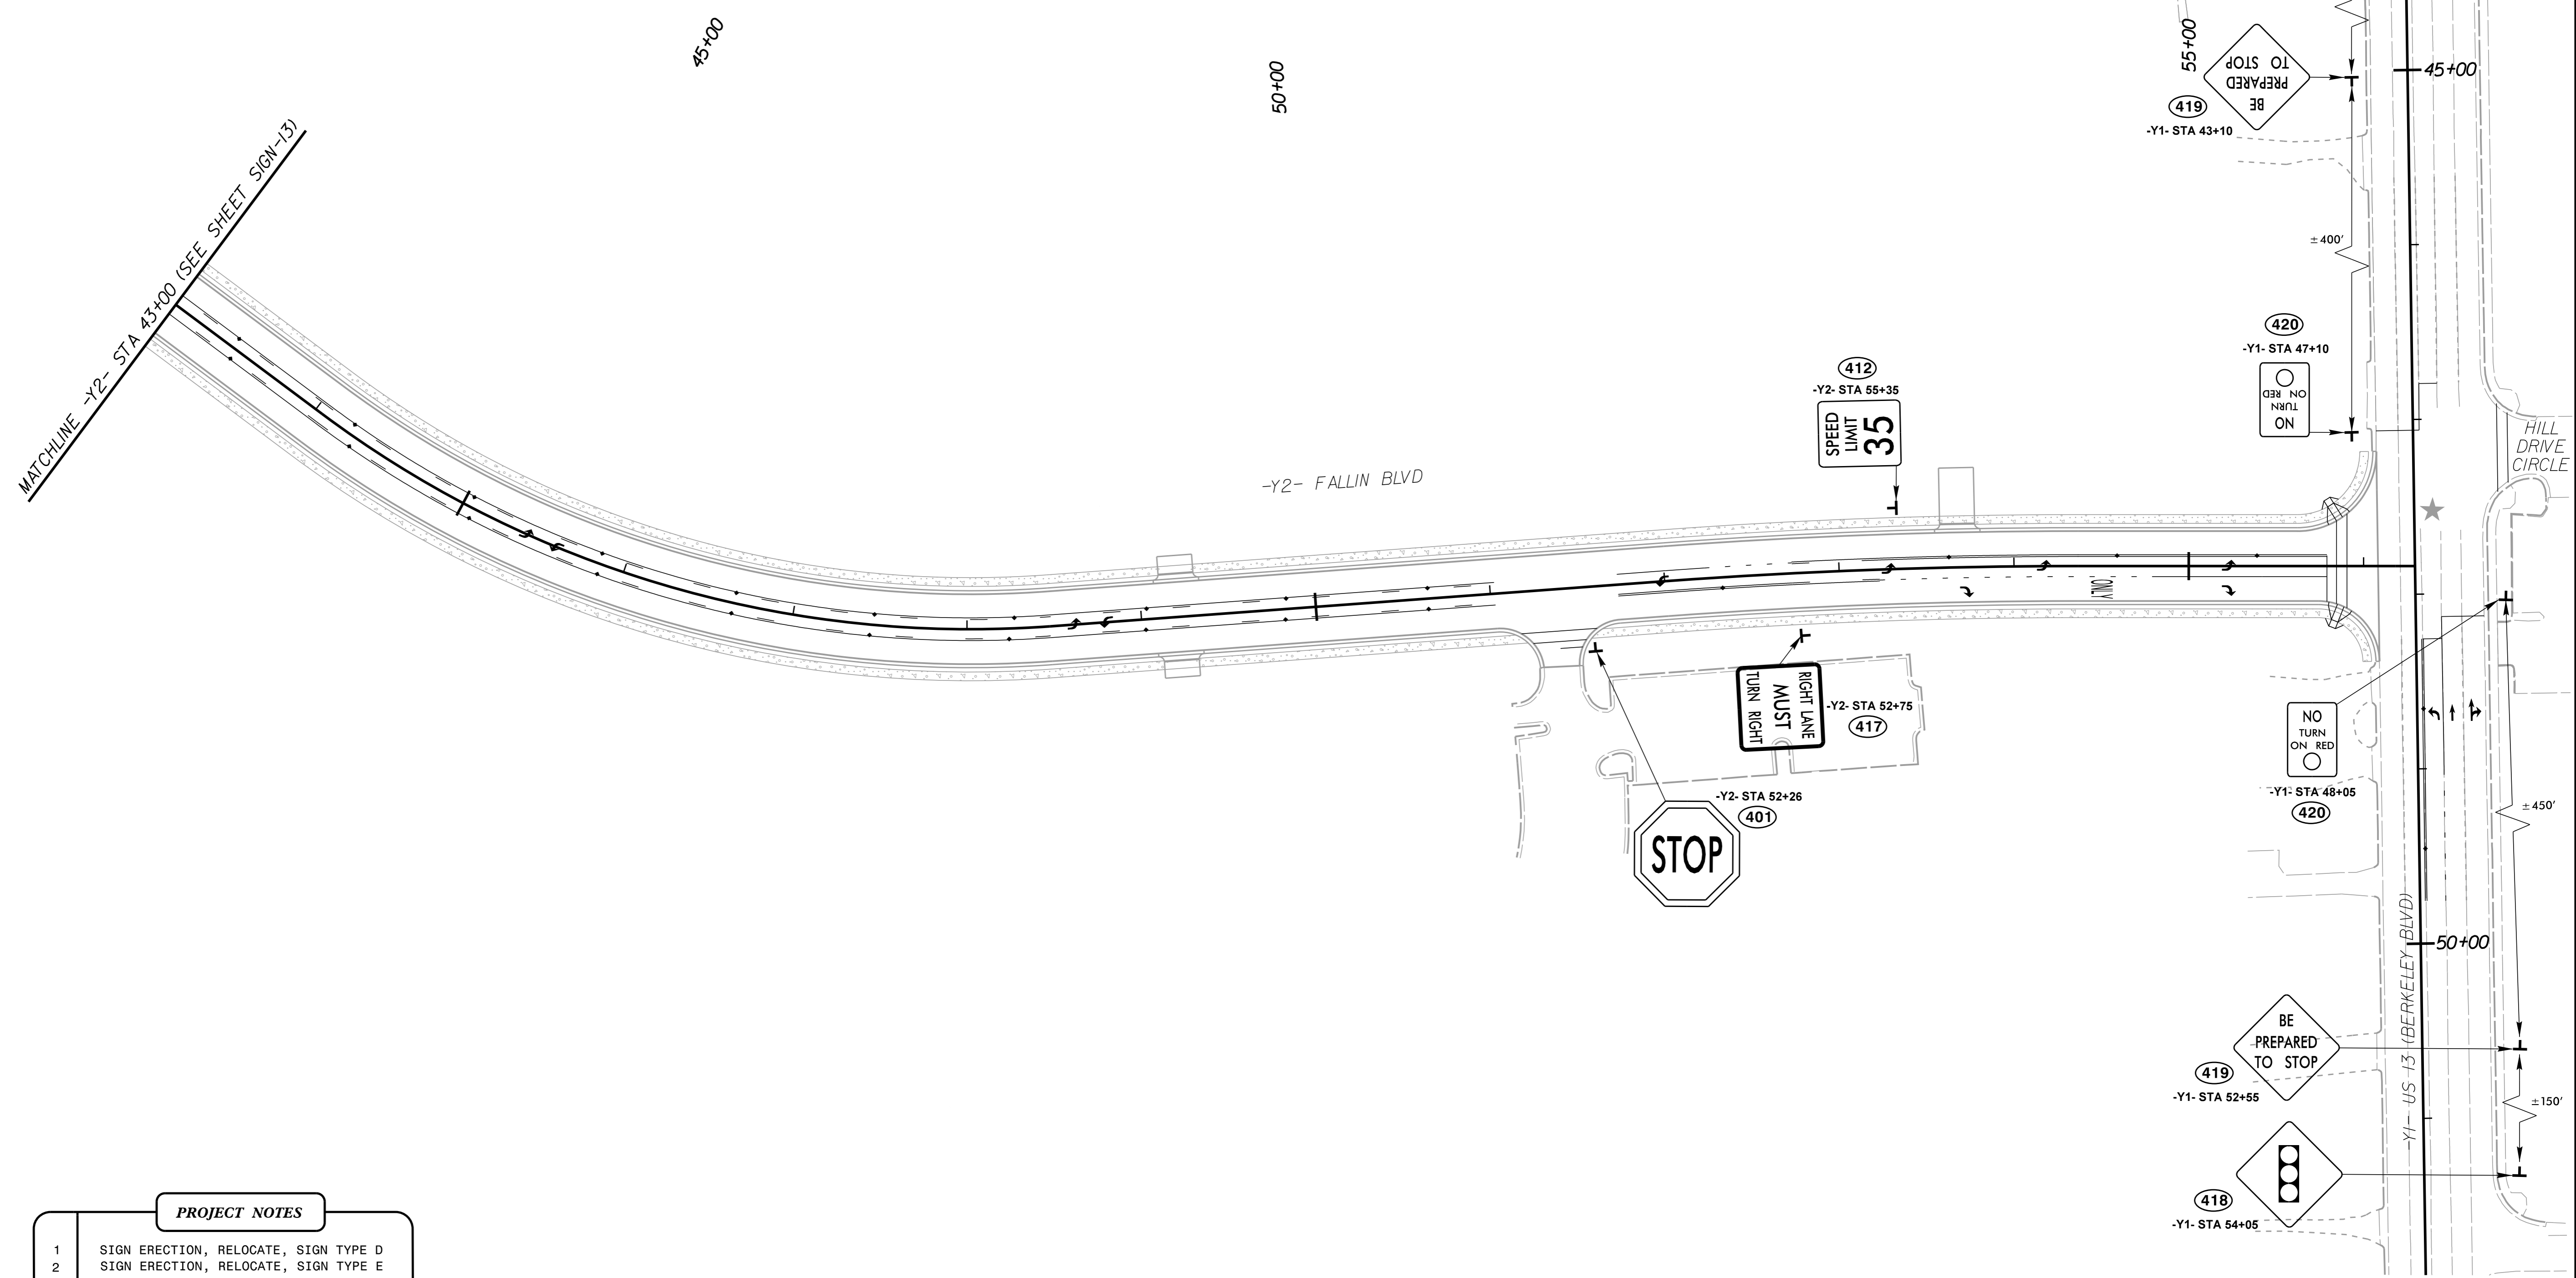 45+00
50+00
55+00
BE
PREPARED
TO STOP
419
-Y1- STA 43+10
45+00
MATCHLINE -Y2- STA 43+00 (SEE SHEET SIGN-13)
±400'
420
-Y1- STA 47+10
NO
TURN
ON RED
412
-Y2- STA 55+35
SPEED
LIMIT
35
HILL
DRIVE
CIRCLE
-Y2- FALLIN BLVD
ONLY
RIGHT LANE
MUST
TURN RIGHT
-Y2- STA 52+75
417
NO
TURN
ON RED
-Y1- STA 48+05
420
-Y2- STA 52+26
401
STOP
±450'
-Y1- US 13 (BERKELEY BLVD)
50+00
BE
PREPARED
TO STOP
419
-Y1- STA 52+55
±150'
418
-Y1- STA 54+05
PROJECT NOTES
1 SIGN ERECTION, RELOCATE, SIGN TYPE D
2 SIGN ERECTION, RELOCATE, SIGN TYPE E